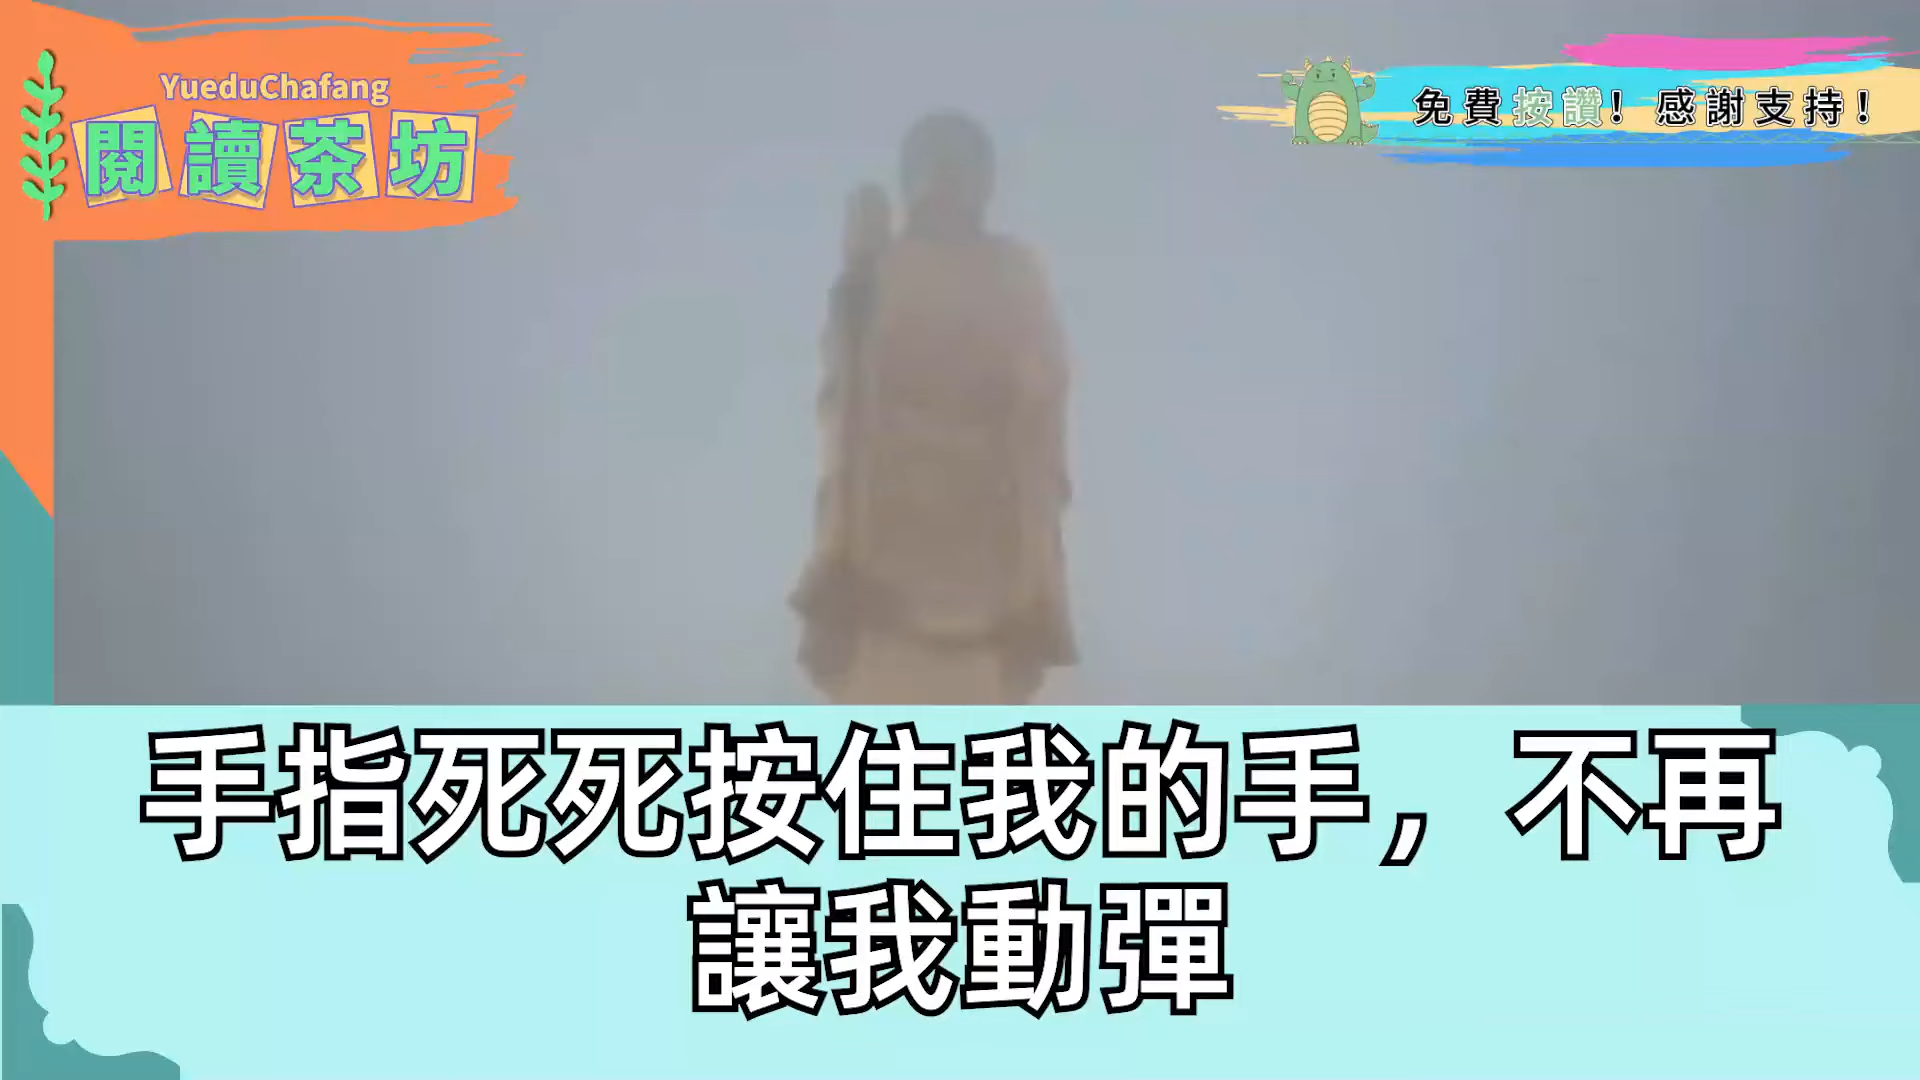 YueduChafang
閱讀茶坊
免費按讚！感謝支持！
手指死死按住我的手，不再
讓我動彈